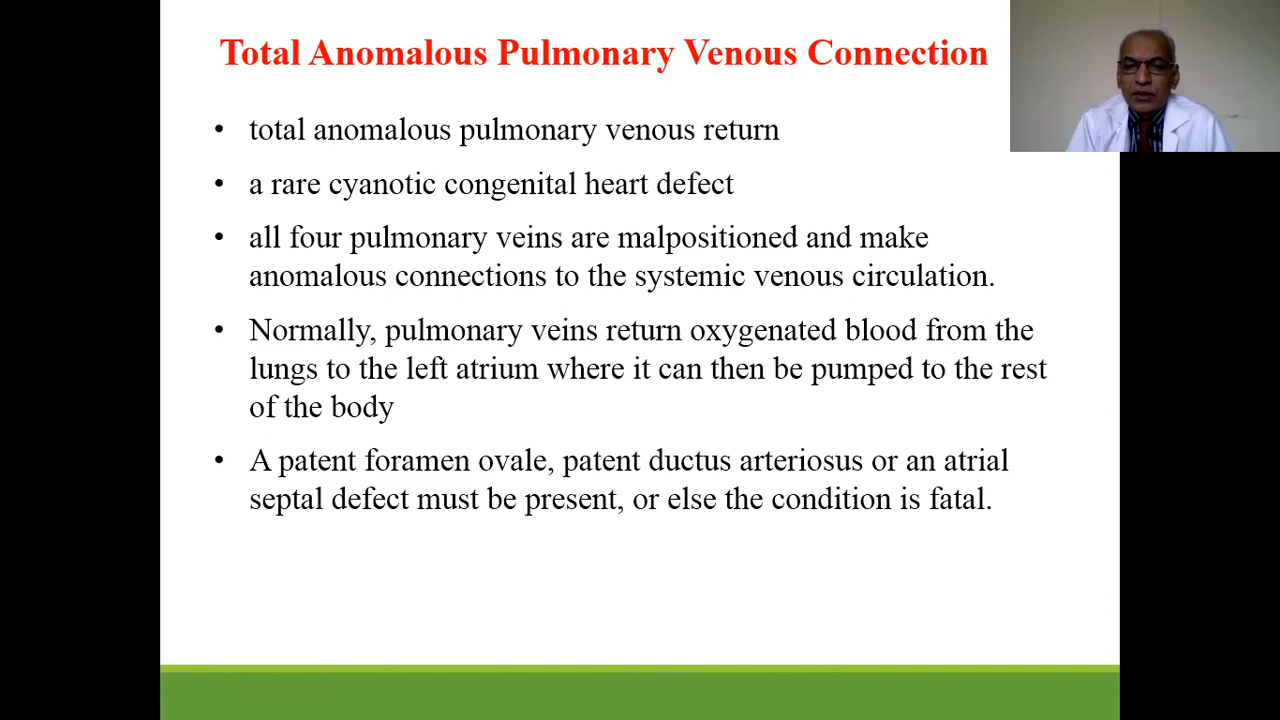 Total Anomalous Pulmonary Venous Connection
• total anomalous pulmonary venous return
• a rare cyanotic congenital heart defect
• all four pulmonary veins are malpositioned and make
anomalous connections to the systemic venous circulation.
• Normally, pulmonary veins return oxygenated blood from the
lungs to the left atrium where it can then be pumped to the rest
of the body
• A patent foramen ovale, patent ductus arteriosus or an atrial
septal defect must be present, or else the condition is fatal.